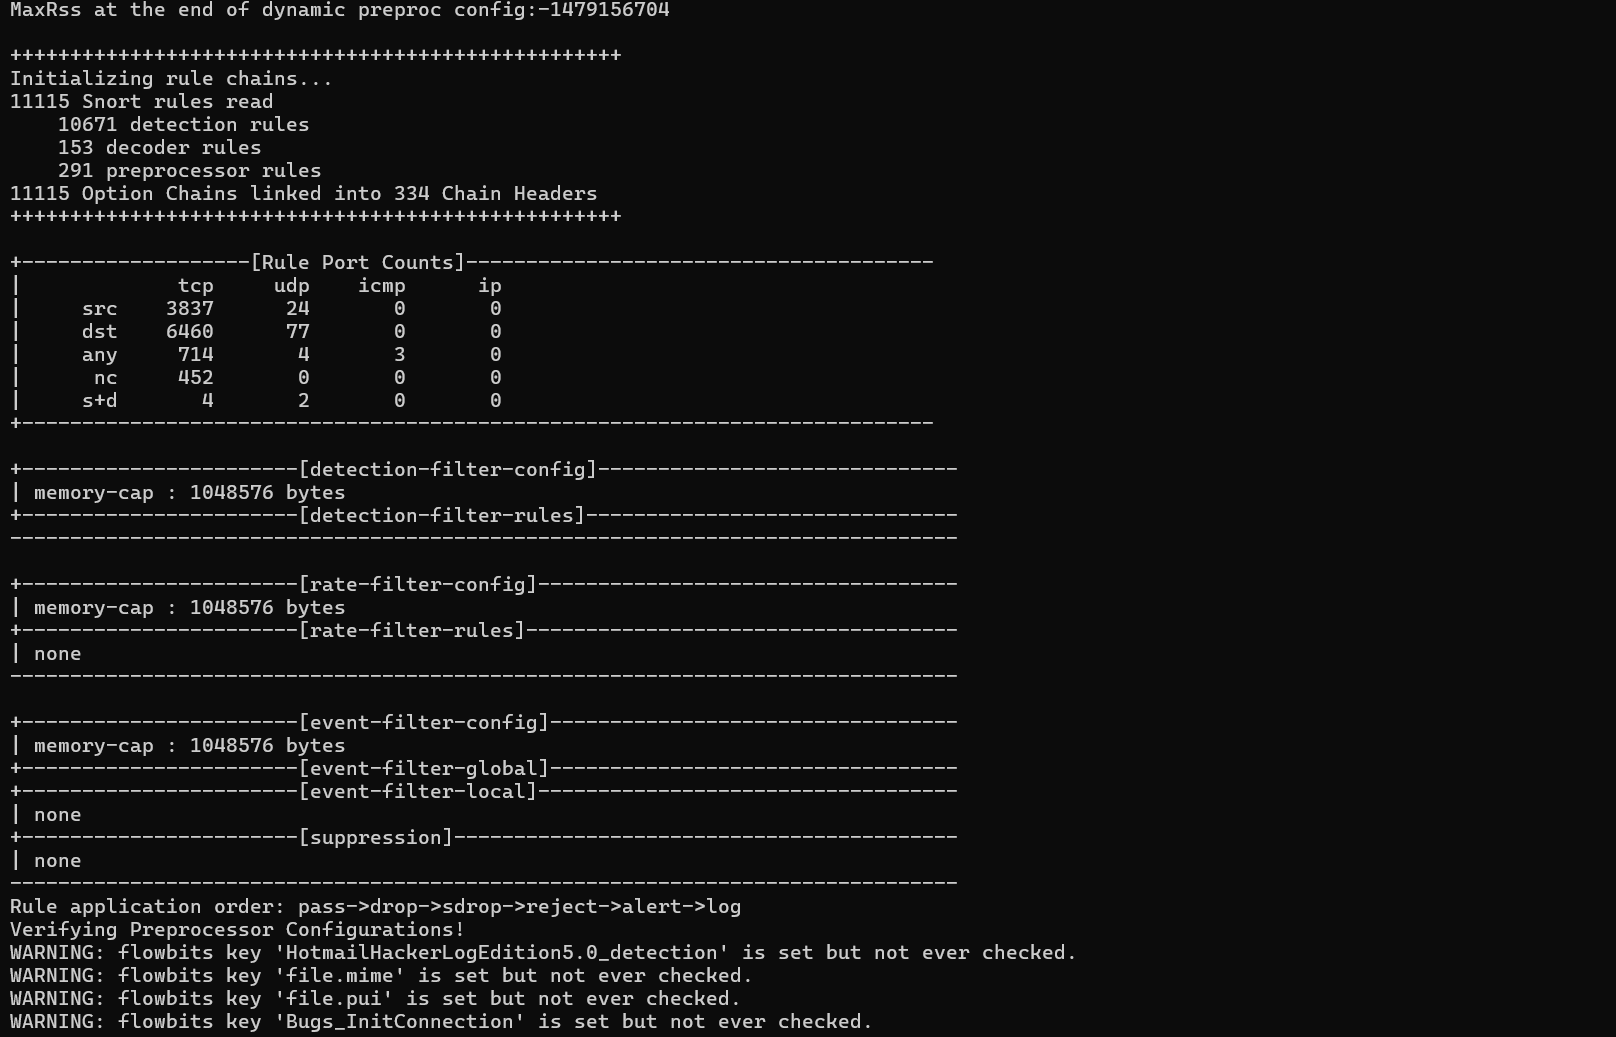 MaxRss at the end of dynamic preproc config:-1479156704

+++++++++++++++++++++++++++++++++++++++++++++++++++
Initializing rule chains...
11115 Snort rules read
    10671 detection rules
    153 decoder rules
    291 preprocessor rules
11115 Option Chains linked into 334 Chain Headers
+++++++++++++++++++++++++++++++++++++++++++++++++++

+-------------------[Rule Port Counts]---------------------------------------
|             tcp     udp    icmp      ip
|     src    3837      24       0       0
|     dst    6460      77       0       0
|     any     714       4       3       0
|      nc     452       0       0       0
|     s+d       4       2       0       0
+----------------------------------------------------------------------------

+-----------------------[detection-filter-config]------------------------------
| memory-cap : 1048576 bytes
+-----------------------[detection-filter-rules]-------------------------------
-------------------------------------------------------------------------------

+-----------------------[rate-filter-config]-----------------------------------
| memory-cap : 1048576 bytes
+-----------------------[rate-filter-rules]------------------------------------
| none
-------------------------------------------------------------------------------

+-----------------------[event-filter-config]----------------------------------
| memory-cap : 1048576 bytes
+-----------------------[event-filter-global]----------------------------------
+-----------------------[event-filter-local]-----------------------------------
| none
+-----------------------[suppression]------------------------------------------
| none
-------------------------------------------------------------------------------
Rule application order: pass->drop->sdrop->reject->alert->log
Verifying Preprocessor Configurations!
WARNING: flowbits key 'HotmailHackerLogEdition5.0_detection' is set but not ever checked.
WARNING: flowbits key 'file.mime' is set but not ever checked.
WARNING: flowbits key 'file.pui' is set but not ever checked.
WARNING: flowbits key 'Bugs_InitConnection' is set but not ever checked.